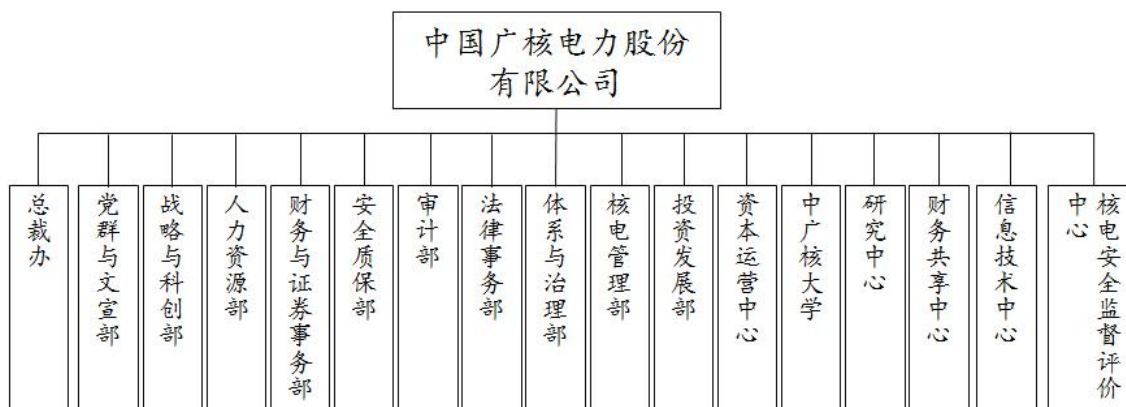 中国广核电力股份
有限公司
总裁办
党群与文宣部
战略与科创部
人力资源部
财务与证券事务部
安全质保部
审计部
法律事务部
体系与治理部
核电管理部
投资发展部
资本运营中心
中广核大学
研究中心
财务共享中心
信息技术中心
核电安全监督评价
中心